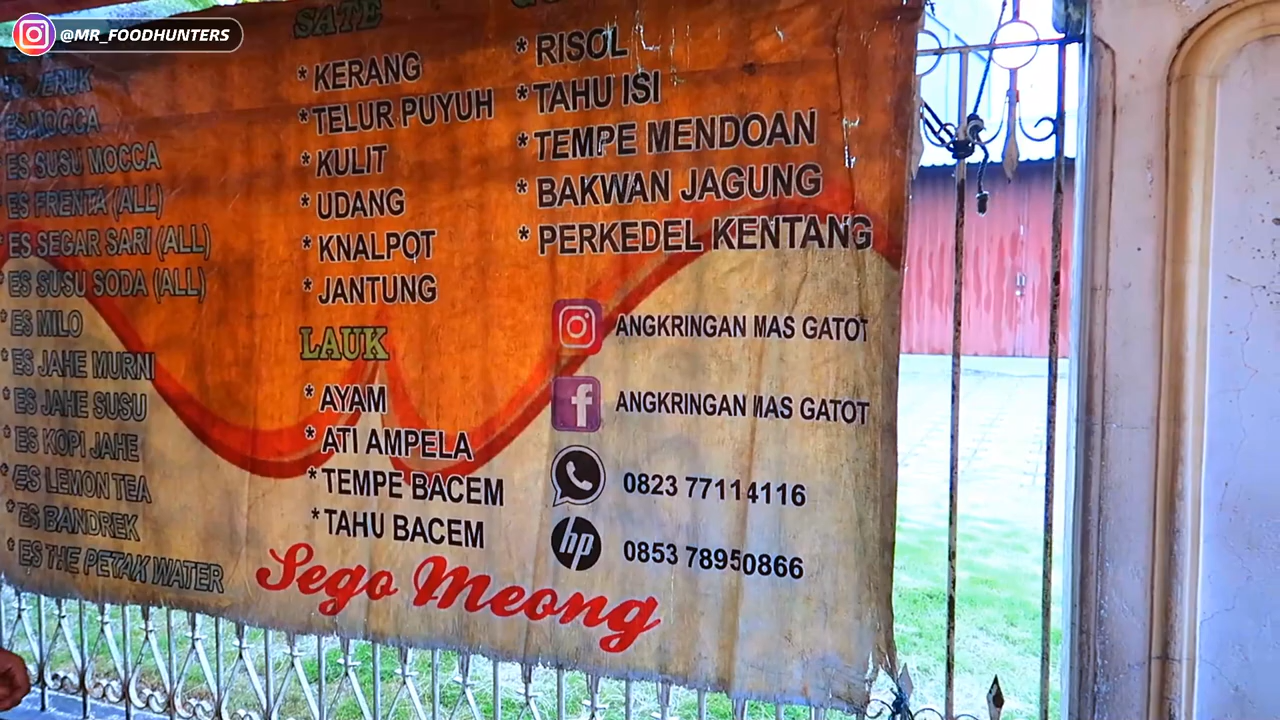 @MR_FOODHUNTERS
ES JERUK
ES MOCCA
ES SUSU MOCCA
ES FRENTA (ALL)
* ES SEGAR SARI (ALL)
* ES SUSU SODA (ALL)
* ES MILO
* ES JAHE MURNI
* ES JAHE SUSU
* ES KOPI JAHE
* ES LEMON TEA
* ES BANDREK
* ES THE PETAK WATER
SATE
* KERANG
* TELUR PUYUH
* KULIT
* UDANG
* KNALPOT
* JANTUNG
LAUK
* AYAM
* ATI AMPELA
* TEMPE BACEM
* TAHU BACEM
* RISOL
* TAHU ISI
* TEMPE MENDOAN
* BAKWAN JAGUNG
* PERKEDEL KENTANG
ANGKRINGAN MAS GATOT
f ANGKRINGAN MAS GATOT
0823 77114116
hp 0853 78950866
Sego Meong